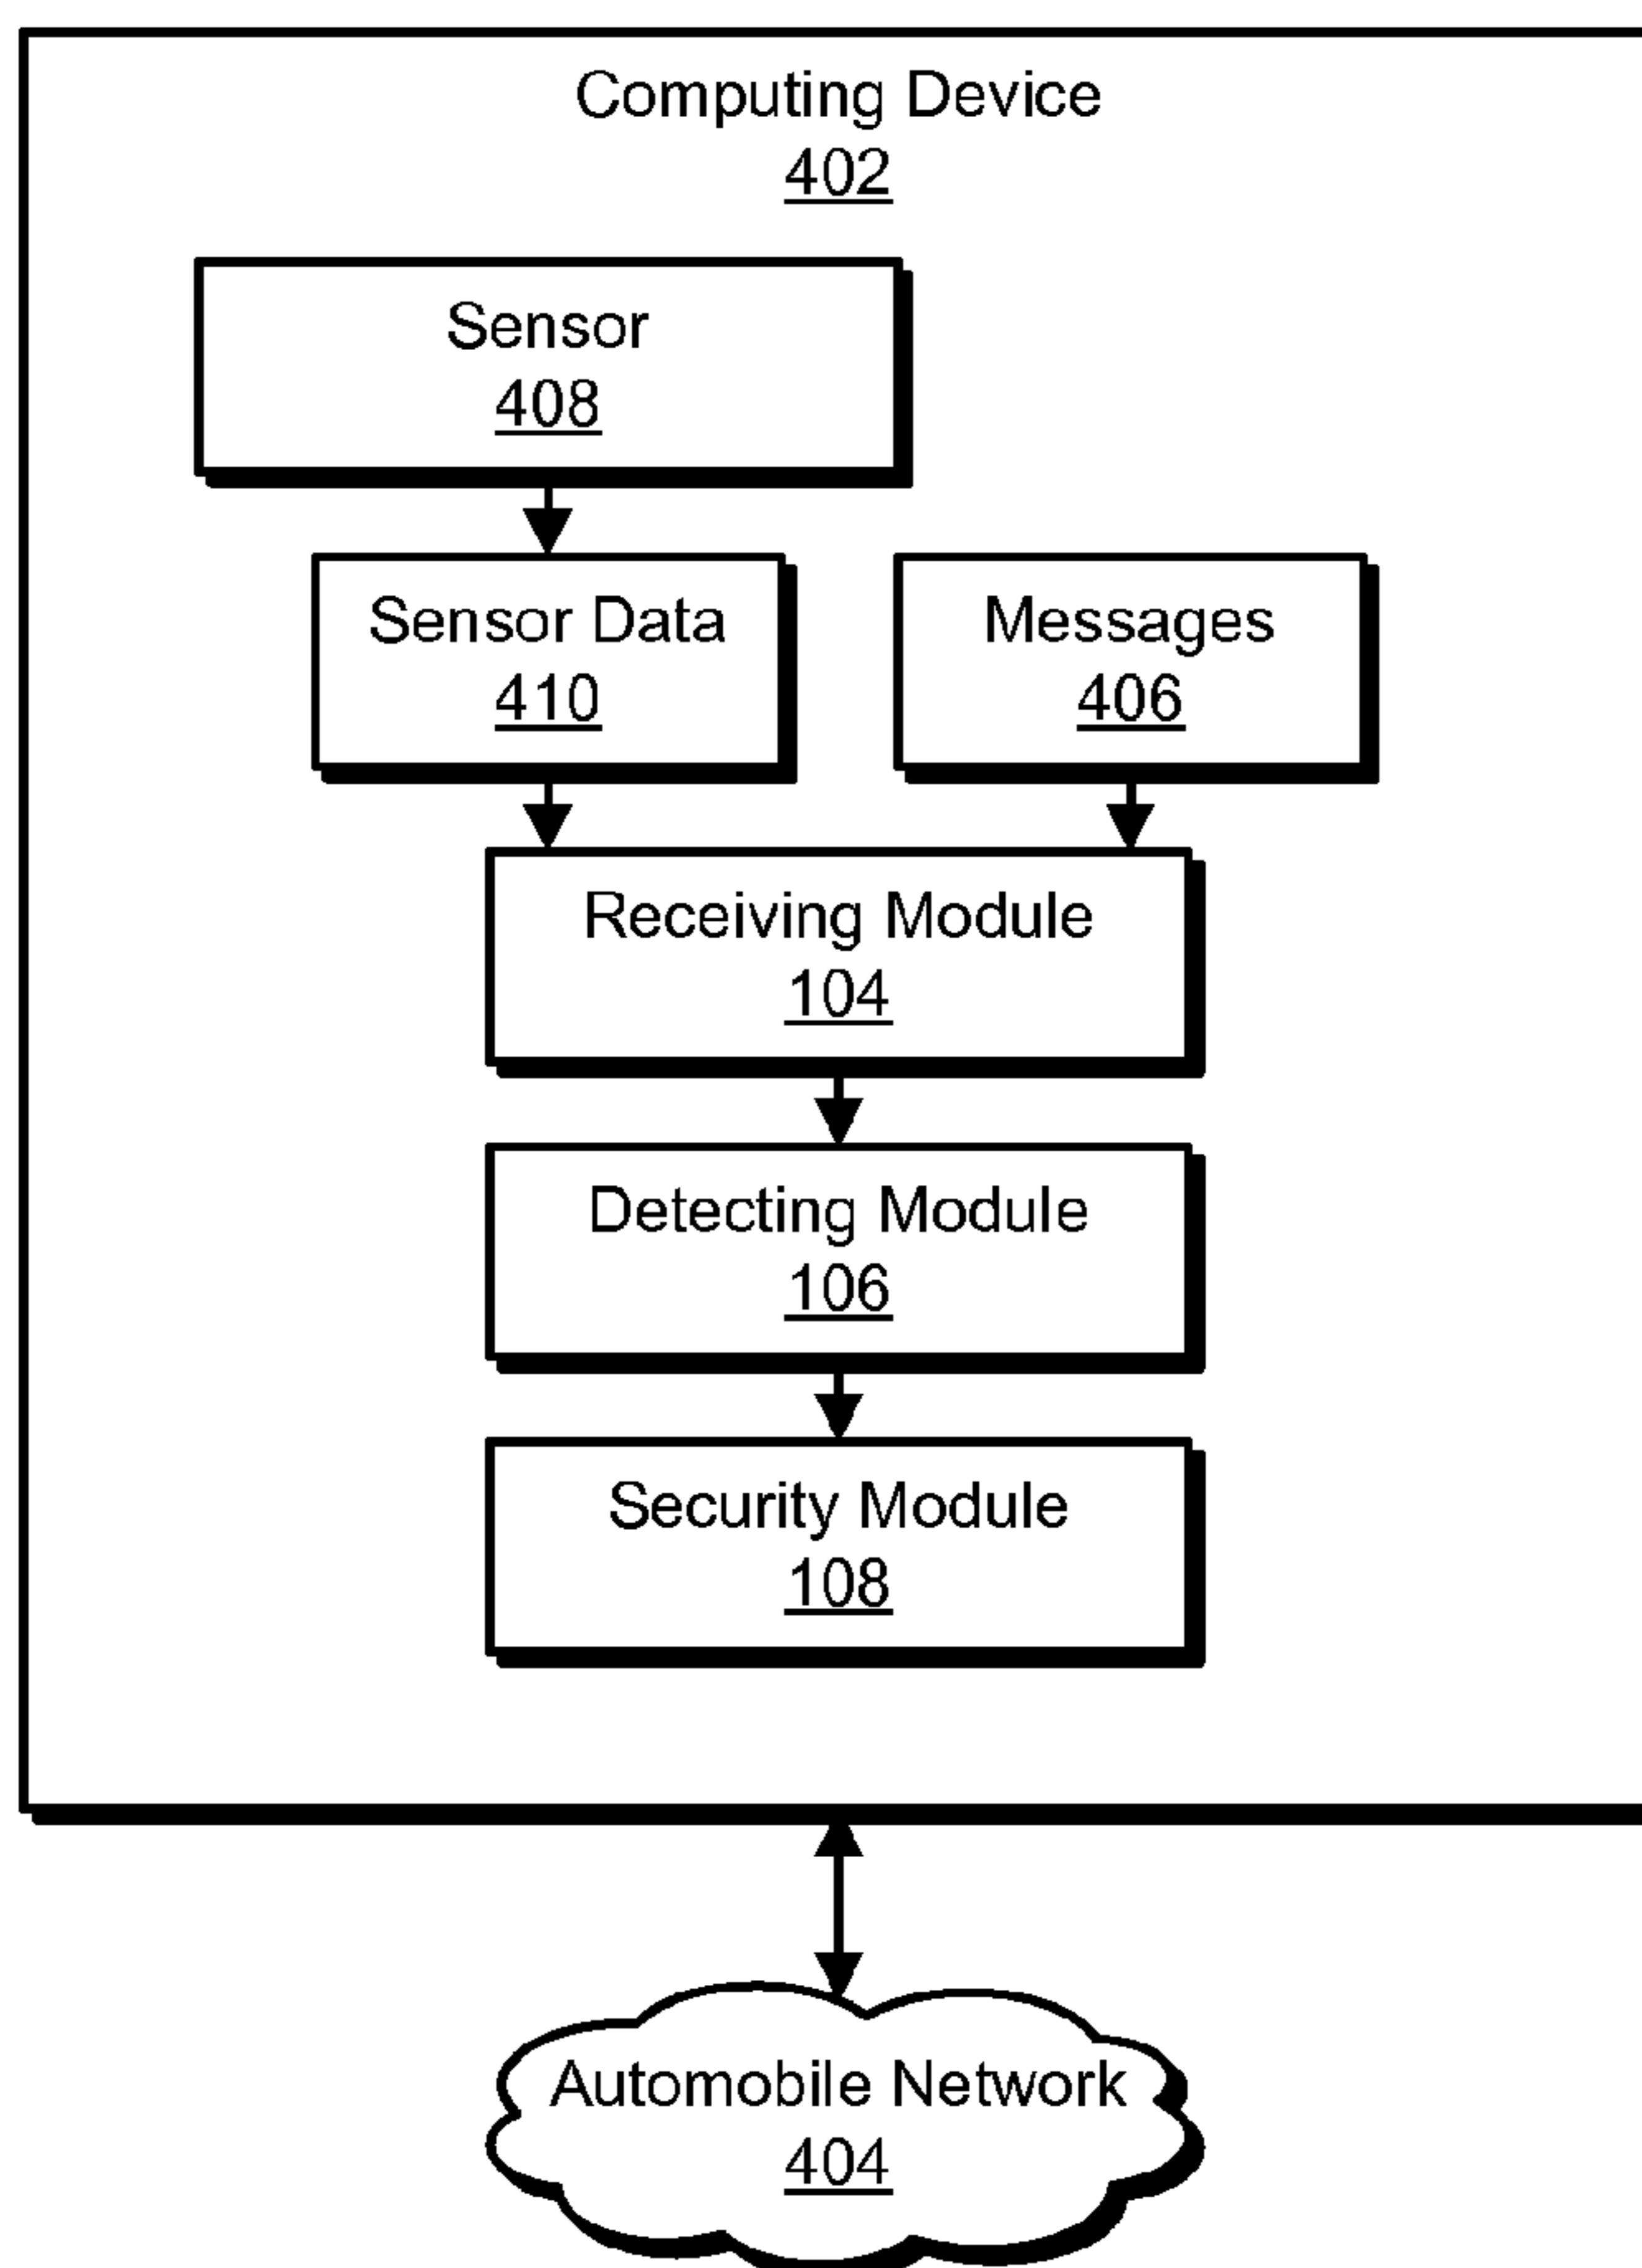 Computing Device
402
Sensor
408
Sensor Data
410
Messages
406
Receiving Module
104
Detecting Module
106
Security Module
108
Automobile Network
404